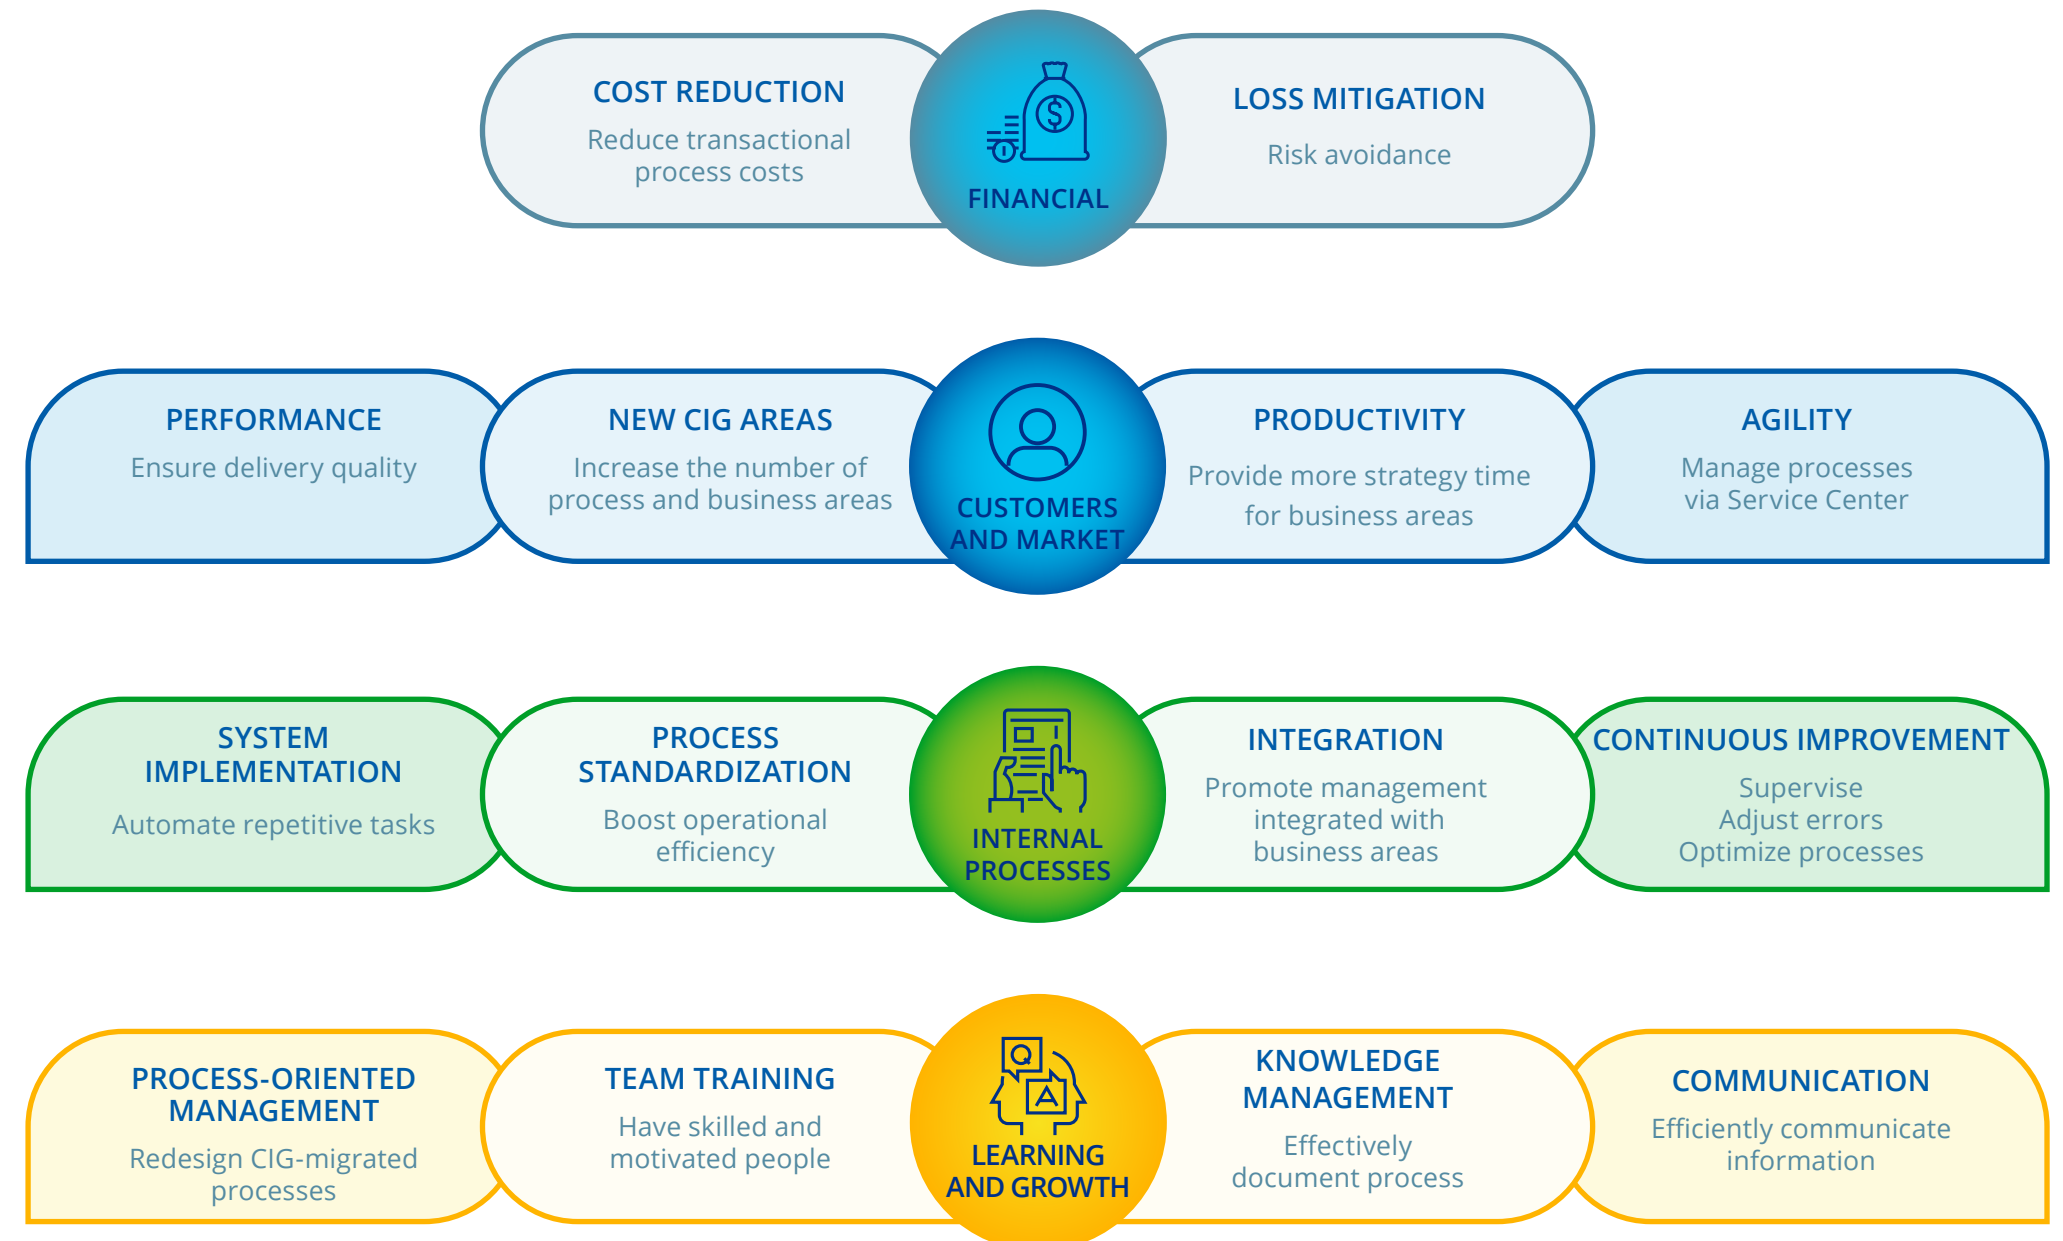 COST REDUCTION
Reduce transactional
process costs
$
FINANCIAL
LOSS MITIGATION
Risk avoidance
PERFORMANCE
Ensure delivery quality
NEW CIG AREAS
Increase the number of
process and business areas
CUSTOMERS
AND MARKET
PRODUCTIVITY
Provide more strategy time
for business areas
AGILITY
Manage processes
via Service Center
SYSTEM
IMPLEMENTATION
Automate repetitive tasks
PROCESS
STANDARDIZATION
Boost operational
efficiency
INTERNAL
PROCESSES
INTEGRATION
Promote management
integrated with
business areas
CONTINUOUS IMPROVEMENT
Supervise
Adjust errors
Optimize processes
PROCESS-ORIENTED
MANAGEMENT
Redesign CIG-migrated
processes
TEAM TRAINING
Have skilled and
motivated people
Q
A
LEARNING
AND GROWTH
KNOWLEDGE
MANAGEMENT
Effectively
document process
COMMUNICATION
Efficiently communicate
information